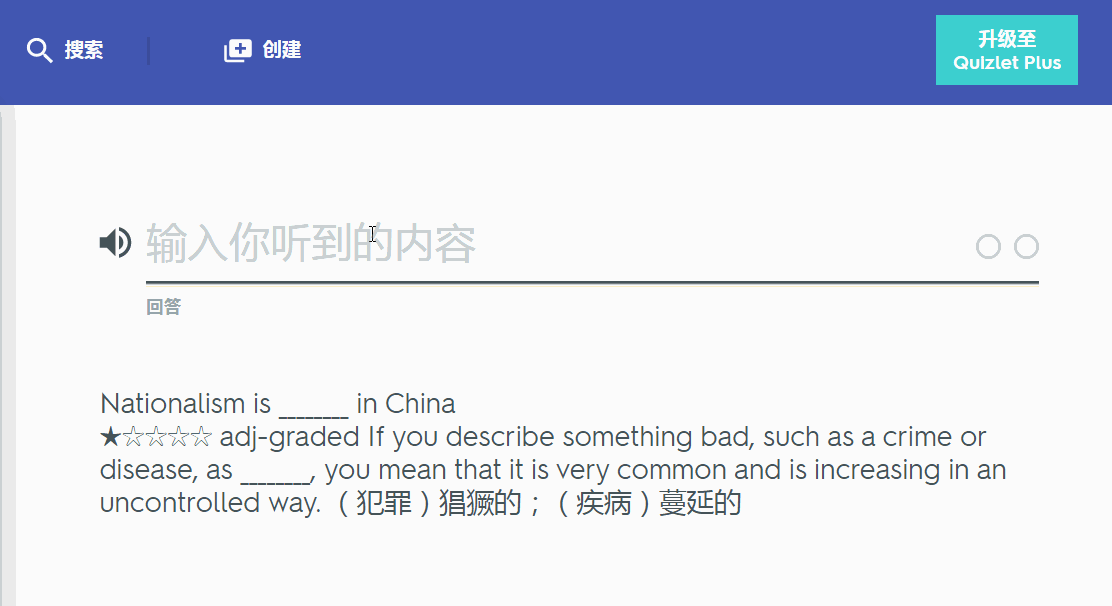 搜索
创建
升级至
Quizlet Plus
输入你听到的内容
回答
Nationalism is ________ in China
★☆☆☆☆ adj-graded If you describe something bad, such as a crime or
disease, as ________, you mean that it is very common and is increasing in an
uncontrolled way. （犯罪）猖獗的；（疾病）蔓延的